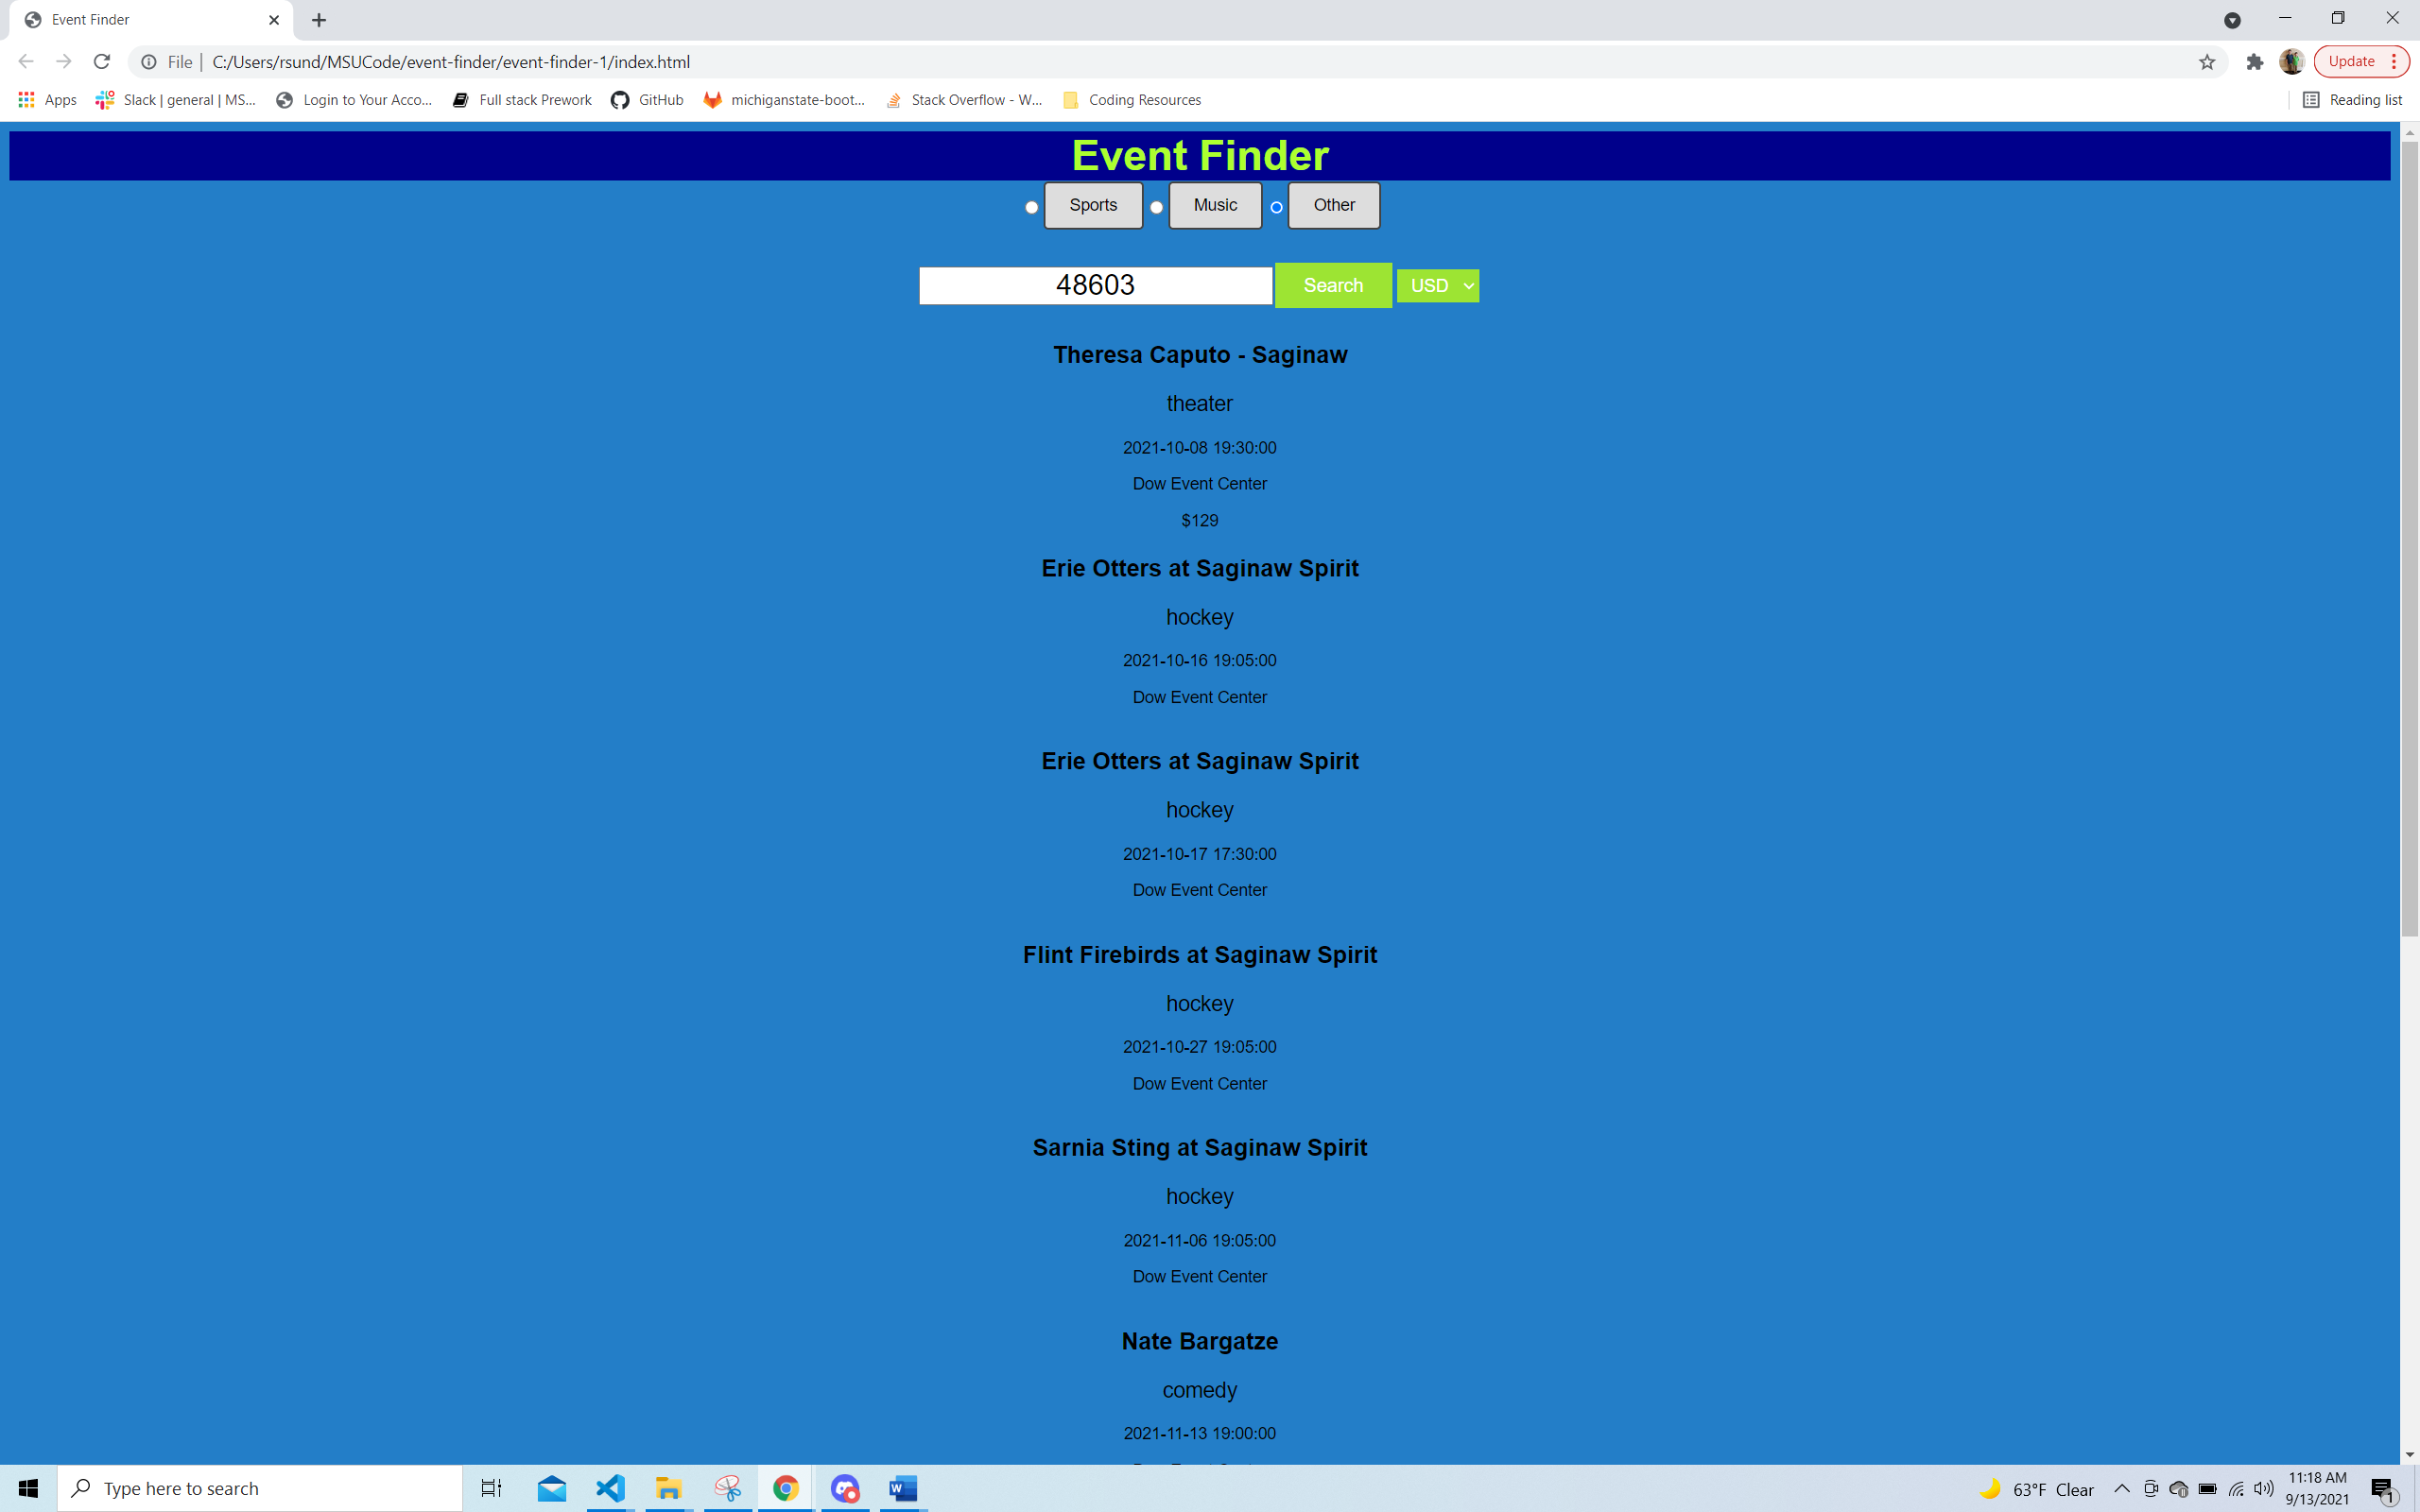 Event Finder
File | C:/Users/rsund/MSUCode/event-finder/event-finder-1/index.html
Update
Apps Slack | general | MS... Login to Your Acco... Full stack Prework GitHub michiganstate-boot... Stack Overflow - W... Coding Resources Reading list
Event Finder
Sports Music Other
48603 Search USD
Theresa Caputo - Saginaw
theater
2021-10-08 19:30:00
Dow Event Center
$129
Erie Otters at Saginaw Spirit
hockey
2021-10-16 19:05:00
Dow Event Center
Erie Otters at Saginaw Spirit
hockey
2021-10-17 17:30:00
Dow Event Center
Flint Firebirds at Saginaw Spirit
hockey
2021-10-27 19:05:00
Dow Event Center
Sarnia Sting at Saginaw Spirit
hockey
2021-11-06 19:05:00
Dow Event Center
Nate Bargatze
comedy
2021-11-13 19:00:00
Type here to search
63°F Clear
11:18 AM
9/13/2021
1